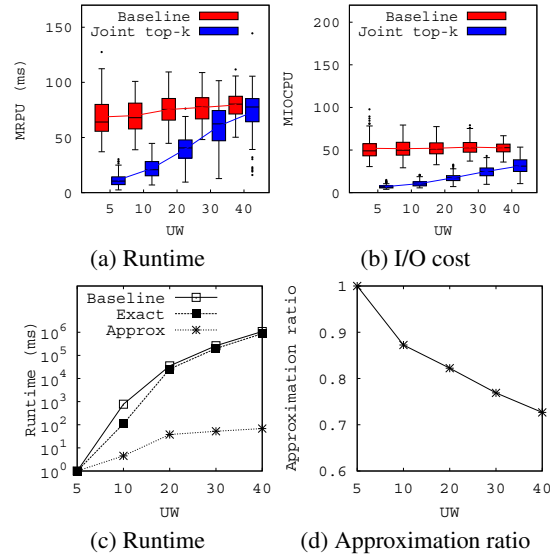 Baseline
Joint top-k
MRPU (ms)
150
100
50
0
5 10 20 30 40
UW
(a) Runtime
Baseline
Joint top-k
MIOCPU
200
150
100
50
0
5 10 20 30 40
UW
(b) I/O cost
Baseline
Exact
Approx
Runtime (ms)
10^6
10^5
10^4
10^3
10^2
10^1
10^0
5 10 20 30 40
UW
(c) Runtime
Approximation ratio
1
0.9
0.8
0.7
0.6
5 10 20 30 40
UW
(d) Approximation ratio